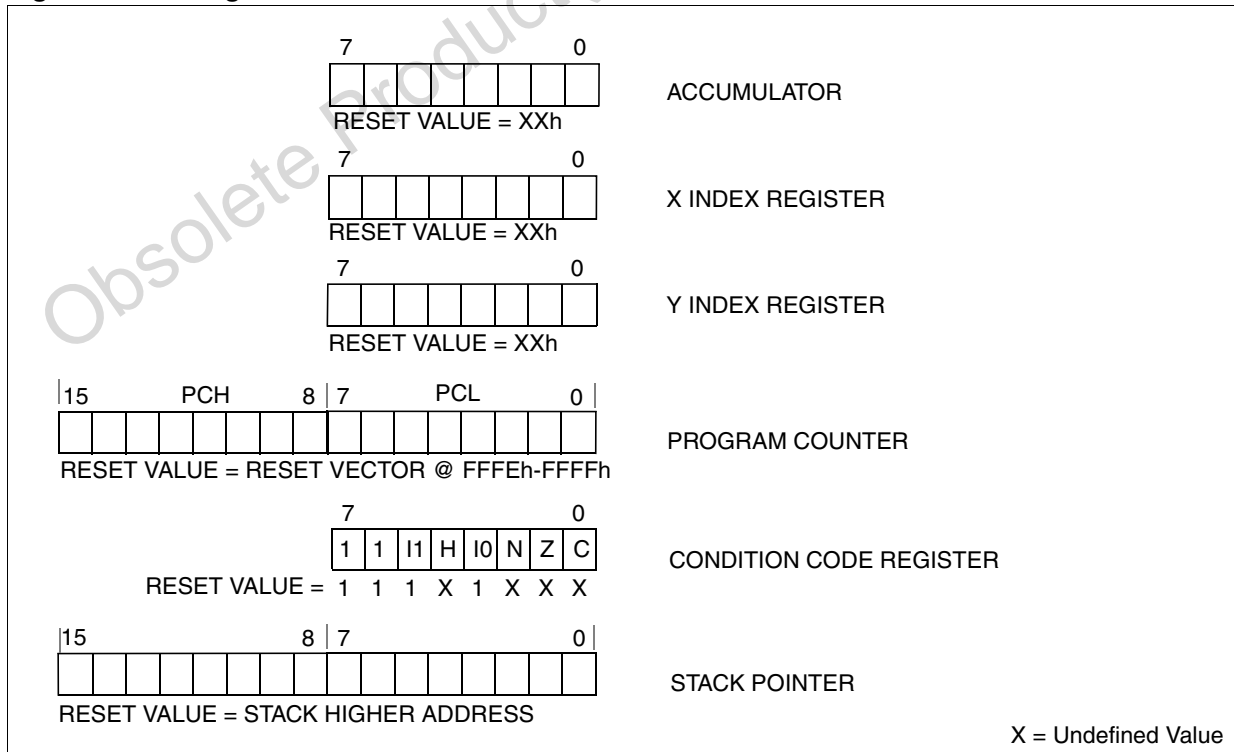 7 0
ACCUMULATOR
RESET VALUE = XXh
7 0
X INDEX REGISTER
RESET VALUE = XXh
7 0
Y INDEX REGISTER
RESET VALUE = XXh
15 PCH 8 7 PCL 0
PROGRAM COUNTER
RESET VALUE = RESET VECTOR @ FFFEh-FFFFh
7 0
1 1 I1 H I0 N Z C
CONDITION CODE REGISTER
RESET VALUE = 1 1 1 X 1 X X X
15 8 7 0
STACK POINTER
RESET VALUE = STACK HIGHER ADDRESS
X = Undefined Value
Obsolete